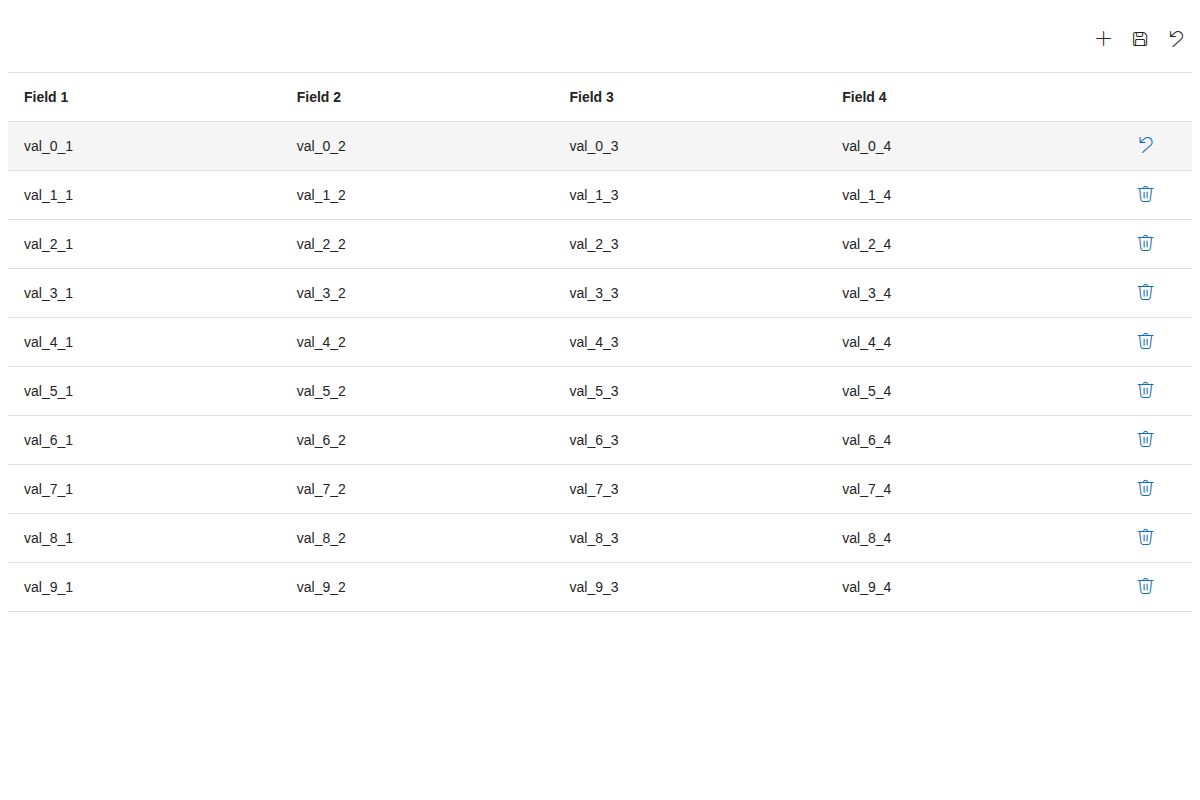 Field 1 Field 2 Field 3 Field 4
val_0_1 val_0_2 val_0_3 val_0_4
val_1_1 val_1_2 val_1_3 val_1_4
val_2_1 val_2_2 val_2_3 val_2_4
val_3_1 val_3_2 val_3_3 val_3_4
val_4_1 val_4_2 val_4_3 val_4_4
val_5_1 val_5_2 val_5_3 val_5_4
val_6_1 val_6_2 val_6_3 val_6_4
val_7_1 val_7_2 val_7_3 val_7_4
val_8_1 val_8_2 val_8_3 val_8_4
val_9_1 val_9_2 val_9_3 val_9_4